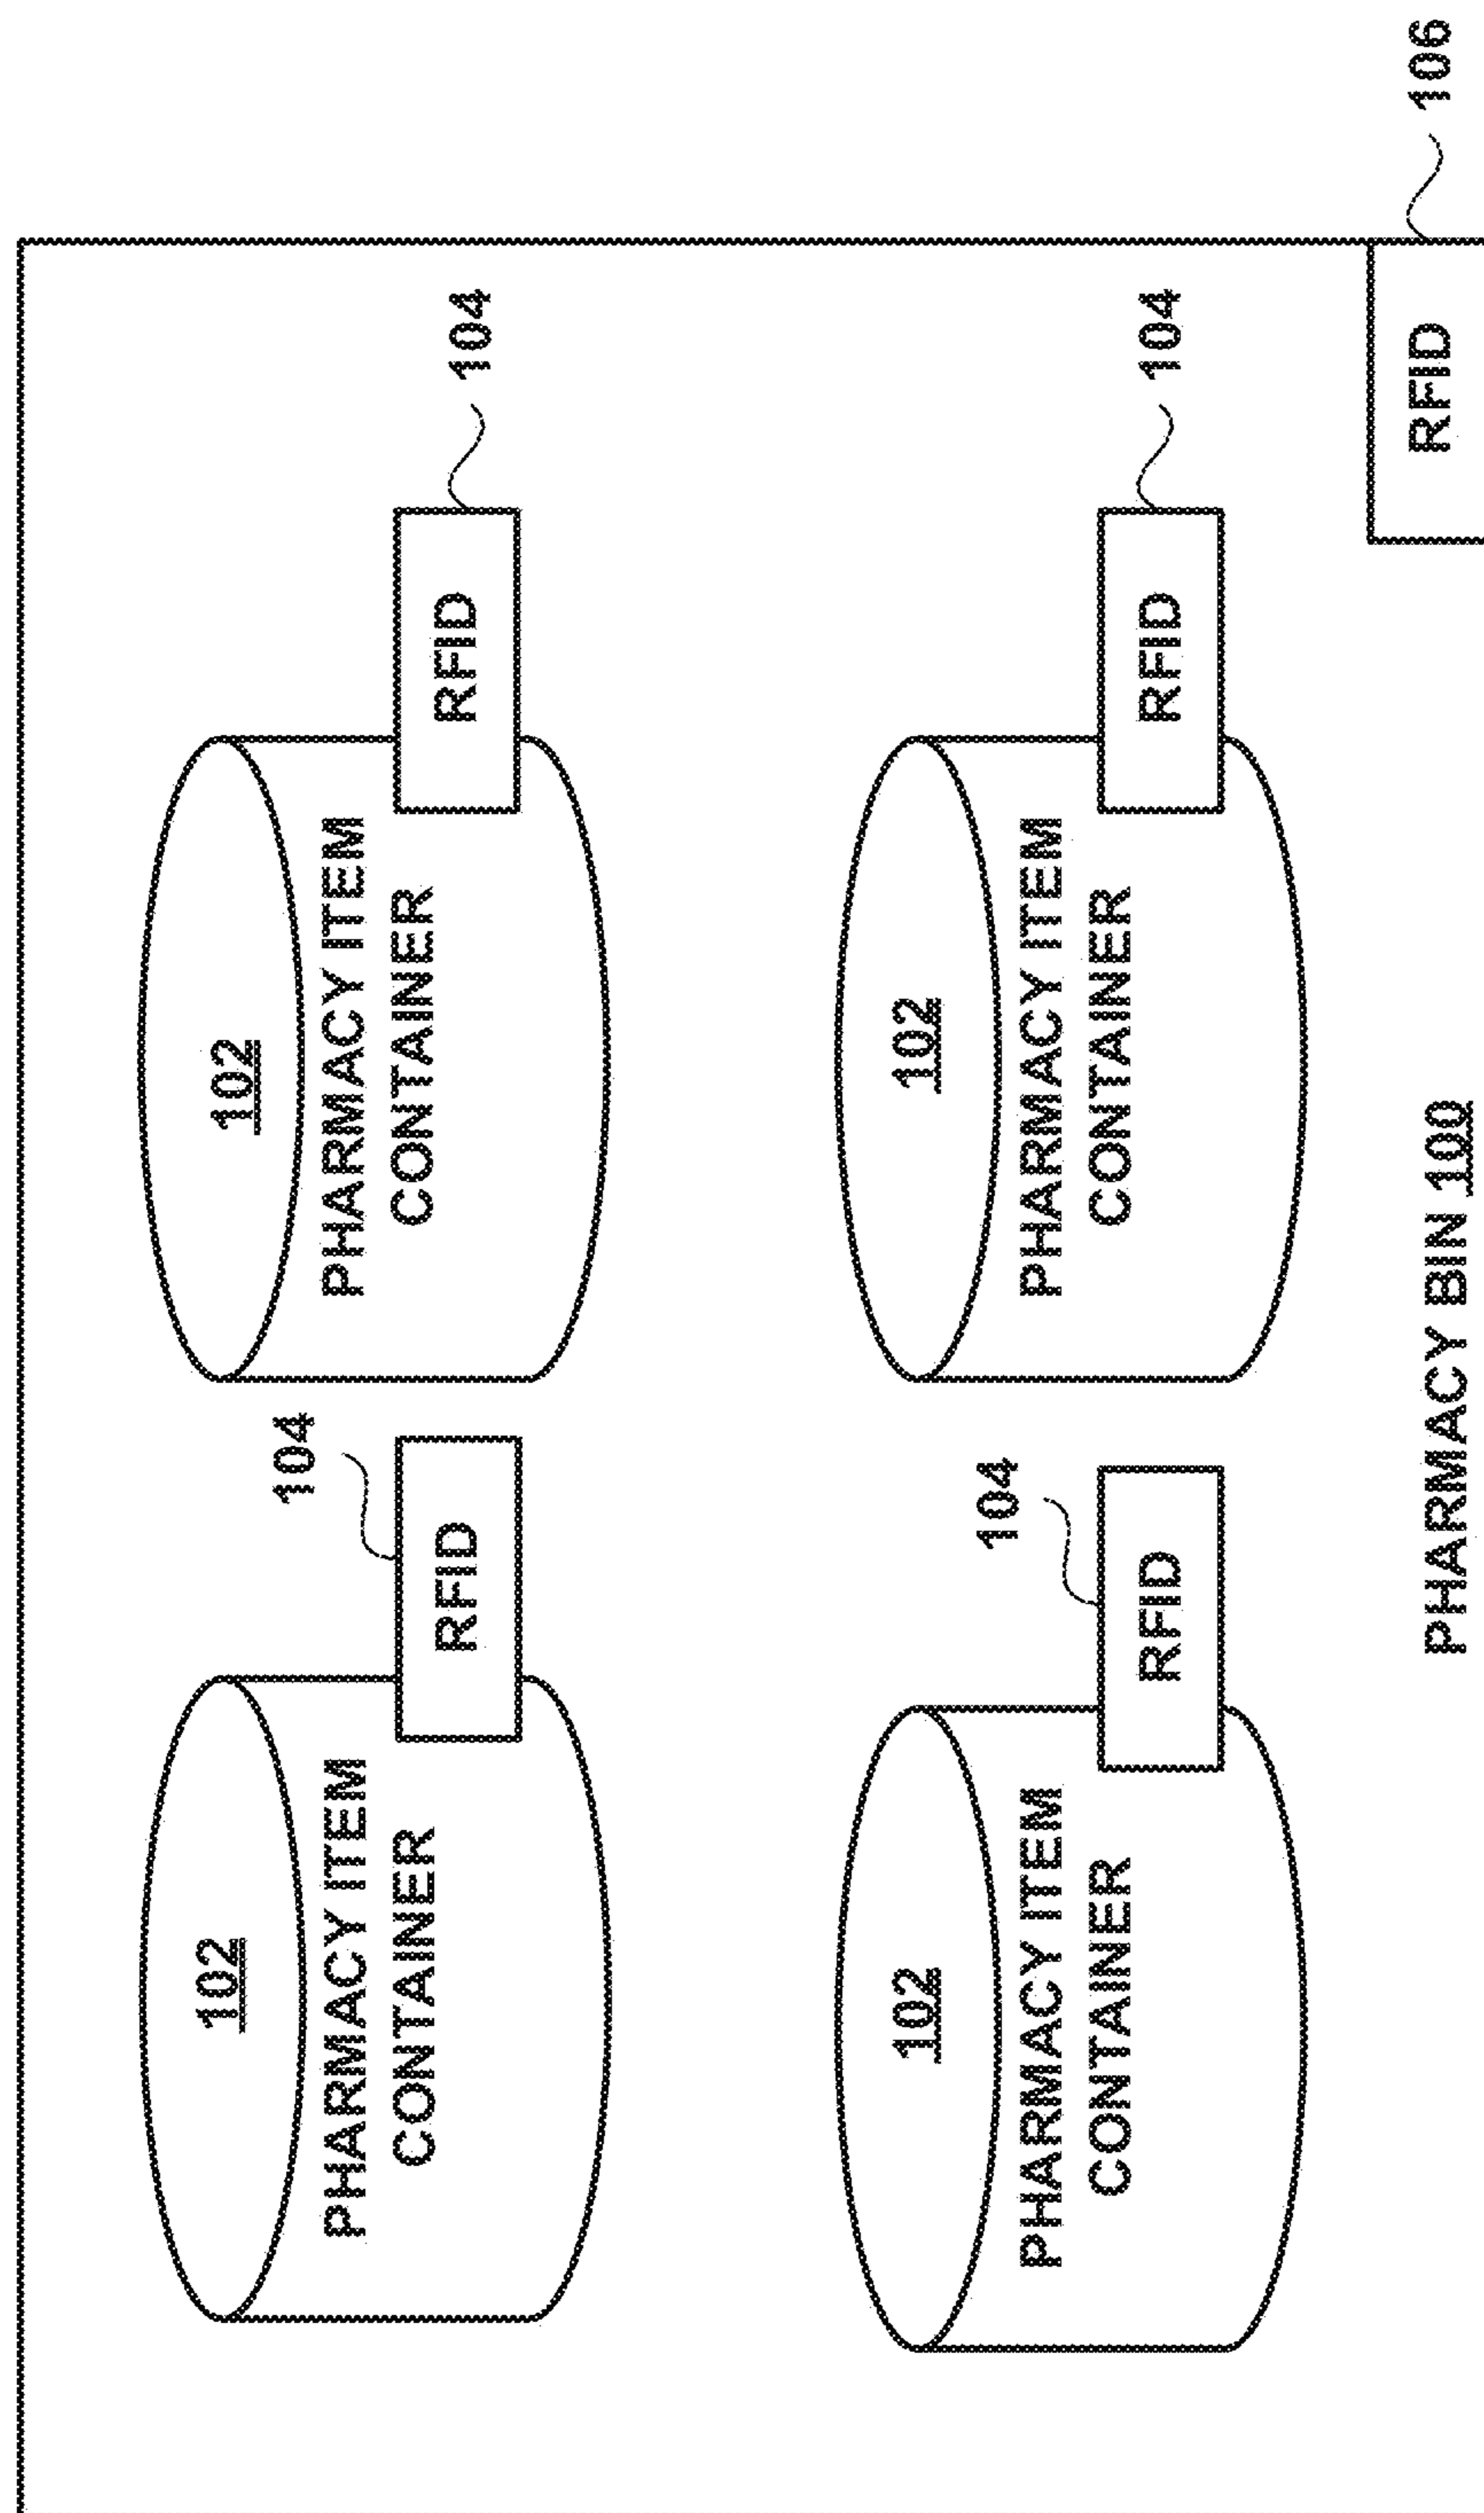 102
PHARMACY ITEM
CONTAINER
RFID
104
102
PHARMACY ITEM
CONTAINER
RFID
104
102
PHARMACY ITEM
CONTAINER
RFID
104
102
PHARMACY ITEM
CONTAINER
RFID
104
PHARMACY BIN 100
RFID
106